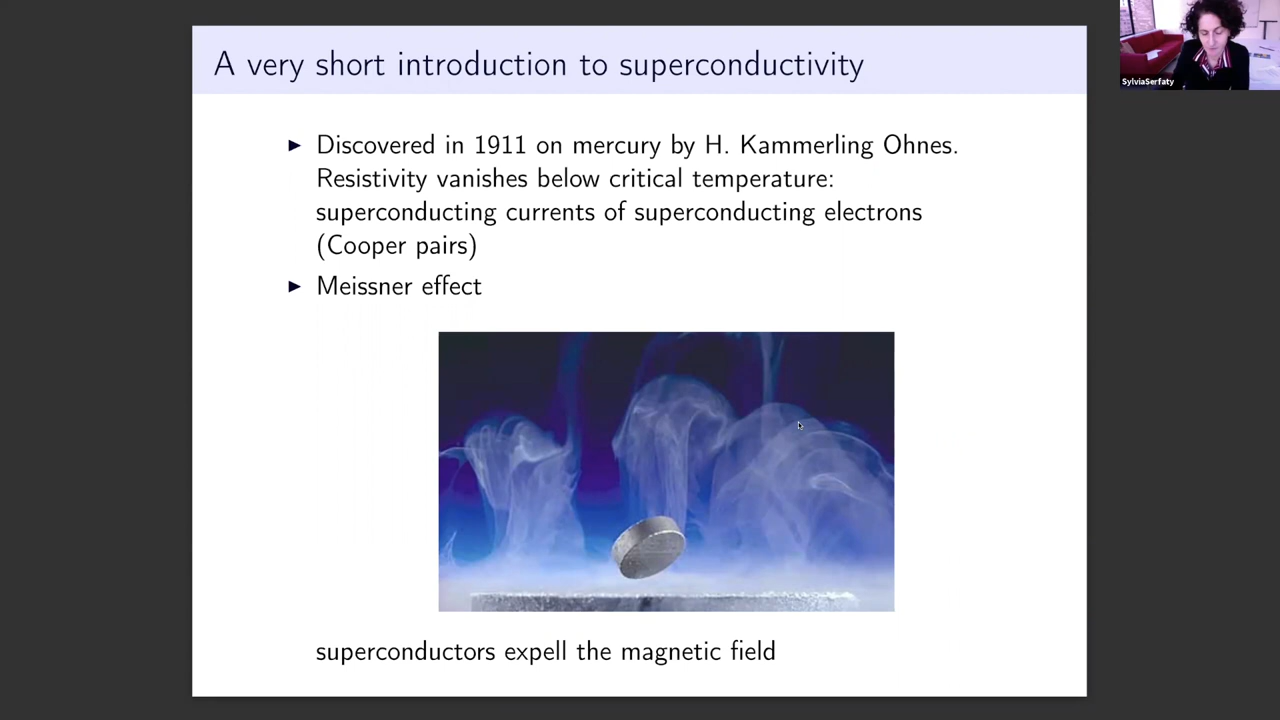 A very short introduction to superconductivity
SylviaSerfaty
► Discovered in 1911 on mercury by H. Kammerling Ohnes.
Resistivity vanishes below critical temperature:
superconducting currents of superconducting electrons
(Cooper pairs)
► Meissner effect
superconductors expell the magnetic field